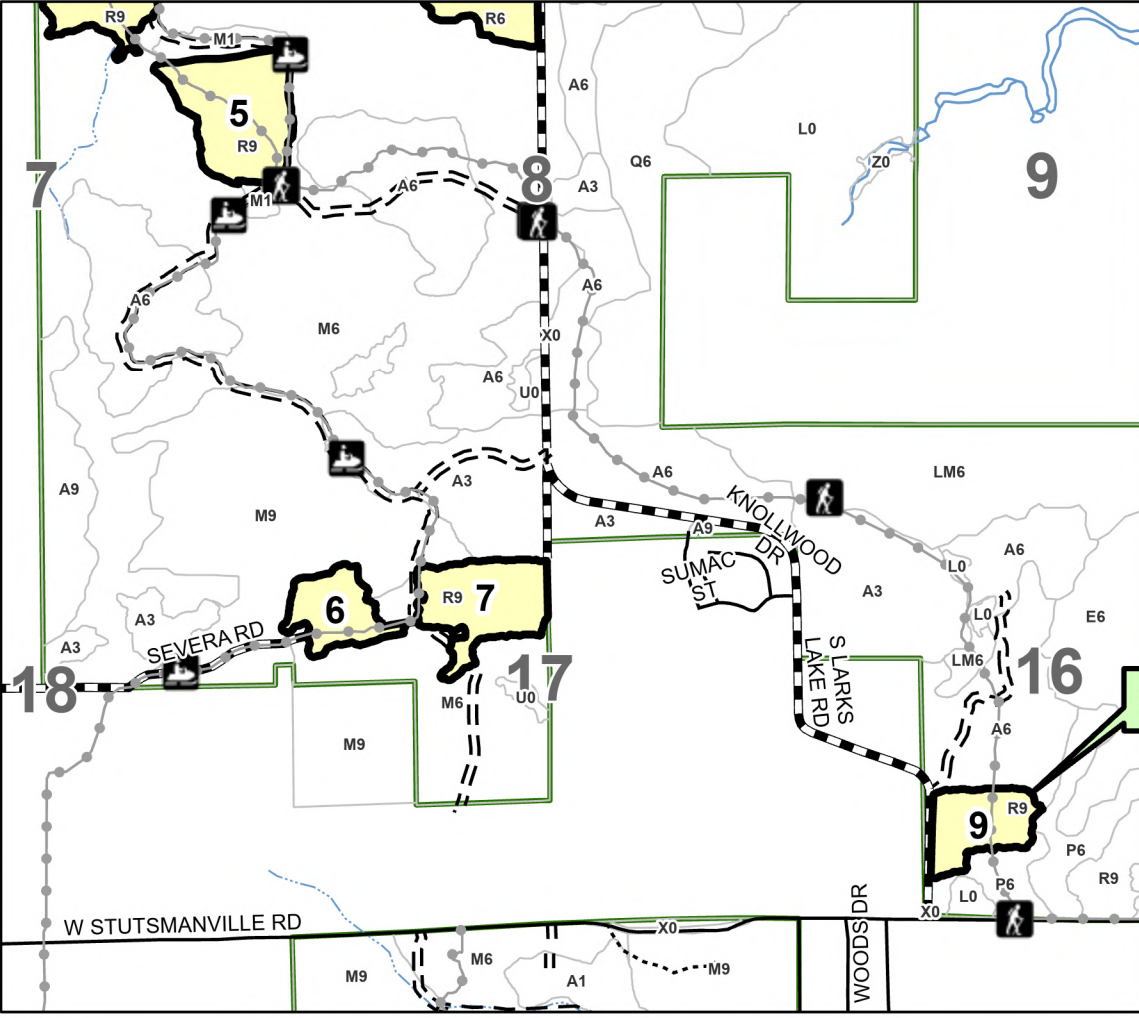 R9
R6
M1
5
R9
A6
L0
Q6
Z0
9
7
8
A6
A3
M1
A6
A6
X0
M6
A6
U0
A9
A3
A6
LM6
M9
A3
A9
KNOLLWOOD
DR
SUMAC
ST
A6
L0
A3
L0
E6
6
R9
7
A3
SEVERA RD
A3
LM6
16
18
M6
17
U0
S LARKS
LAKE RD
A6
M9
9
R9
P6
R9
P6
L0
X0
W STUTSMANVILLE RD
X0
WOODS DR
M9
M6
A1
M9